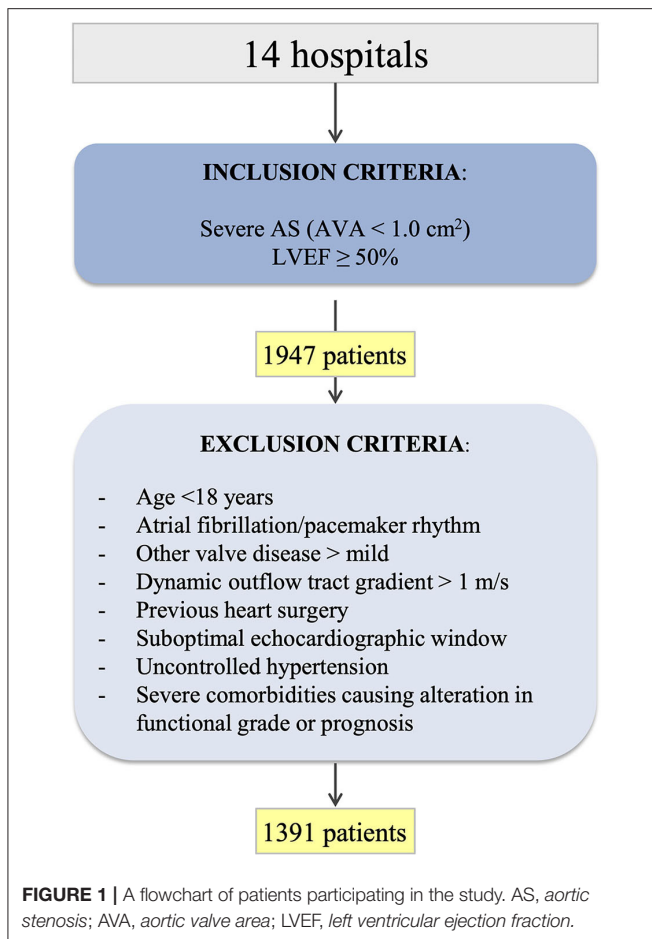 14 hospitals
INCLUSION CRITERIA:
Severe AS (AVA < 1.0 cm²)
LVEF ≥ 50%
1947 patients
EXCLUSION CRITERIA:
- Age <18 years
- Atrial fibrillation/pacemaker rhythm
- Other valve disease > mild
- Dynamic outflow tract gradient > 1 m/s
- Previous heart surgery
- Suboptimal echocardiographic window
- Uncontrolled hypertension
- Severe comorbidities causing alteration in
functional grade or prognosis
1391 patients
FIGURE 1 | A flowchart of patients participating in the study. AS, aortic
stenosis; AVA, aortic valve area; LVEF, left ventricular ejection fraction.